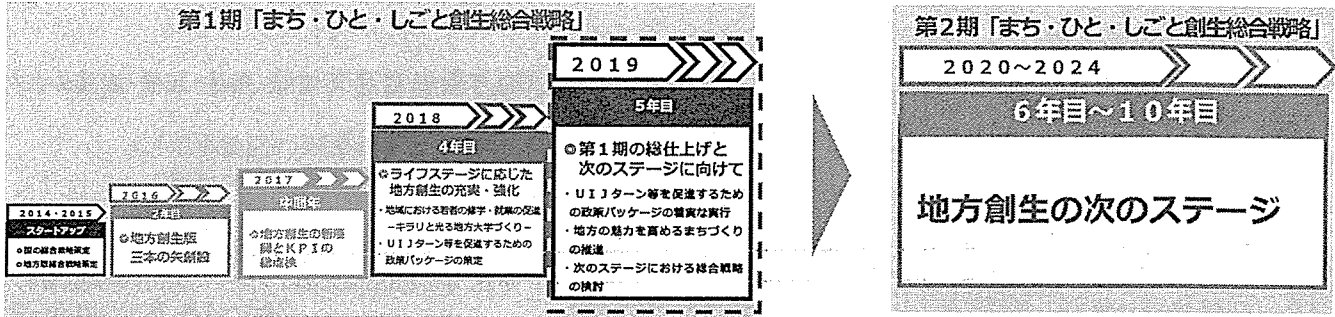 第1期「まち・ひと・しごと創生総合戦略」
2014・2015
スタートアップ
◎国の総合戦略策定
◎地方版総合戦略策定
2016
2年目
◎地方創生版
三本の矢創設
2017
中間年
◎地方創生の新展
開とKPIの
総点検
2018
4年目
◎ライフステージに応じた
地方創生の充実・強化
・地域における若者の修学・就業の促進
－キラリと光る地方大学づくり－
・UIJターン等を促進するための
政策パッケージの策定
2019
5年目
◎第1期の総仕上げと
次のステージに向けて
・UIJターン等を促進するため
の政策パッケージの着実な実行
・地方の魅力を高めるまちづくり
の推進
・次のステージにおける総合戦略
の検討
第2期「まち・ひと・しごと創生総合戦略」
2020～2024
6年目～10年目
地方創生の次のステージ